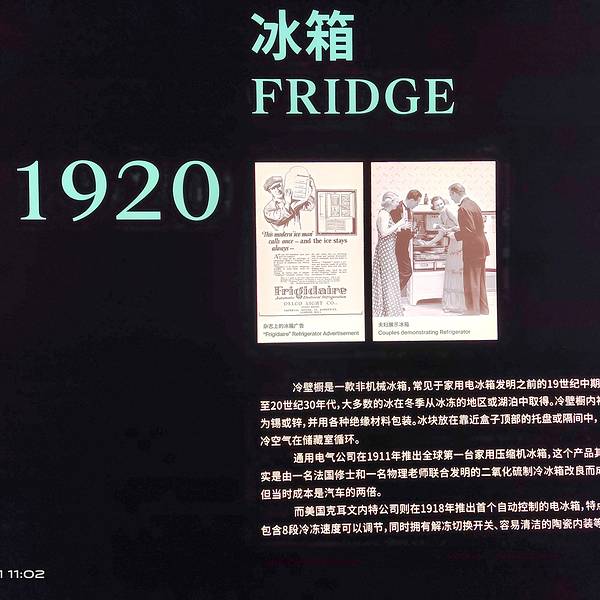 冰箱
FRIDGE
1920
This modern ice man
calls once — and the ice stays
always —
Frigidaire
DELCO LIGHT CO.
杂志上的冰箱广告
"Frigidaire" Refrigerator Advertisement
夫妇展示冰箱
Couples demonstrating Refrigerator
冷壁橱是一款非机械冰箱，常见于家用电冰箱发明之前的19世纪中期
至20世纪30年代，大多数的冰在冬季从冰冻的地区或湖泊中取得。冷壁橱内衬
为锡或锌，并用各种绝缘材料包装。冰块放在靠近盒子顶部的托盘或隔间中，
冷空气在储藏室循环。
通用电气公司在1911年推出全球第一台家用压缩机冰箱，这个产品其
实是由一名法国修士和一名物理老师联合发明的二氧化硫制冷冰箱改良而成
但当时成本是汽车的两倍。
而美国克耳文内特公司则在1918年推出首个自动控制的电冰箱，特点
包含8段冷冻速度可以调节，同时拥有解冻切换开关、容易清洁的陶瓷内装等
11:02